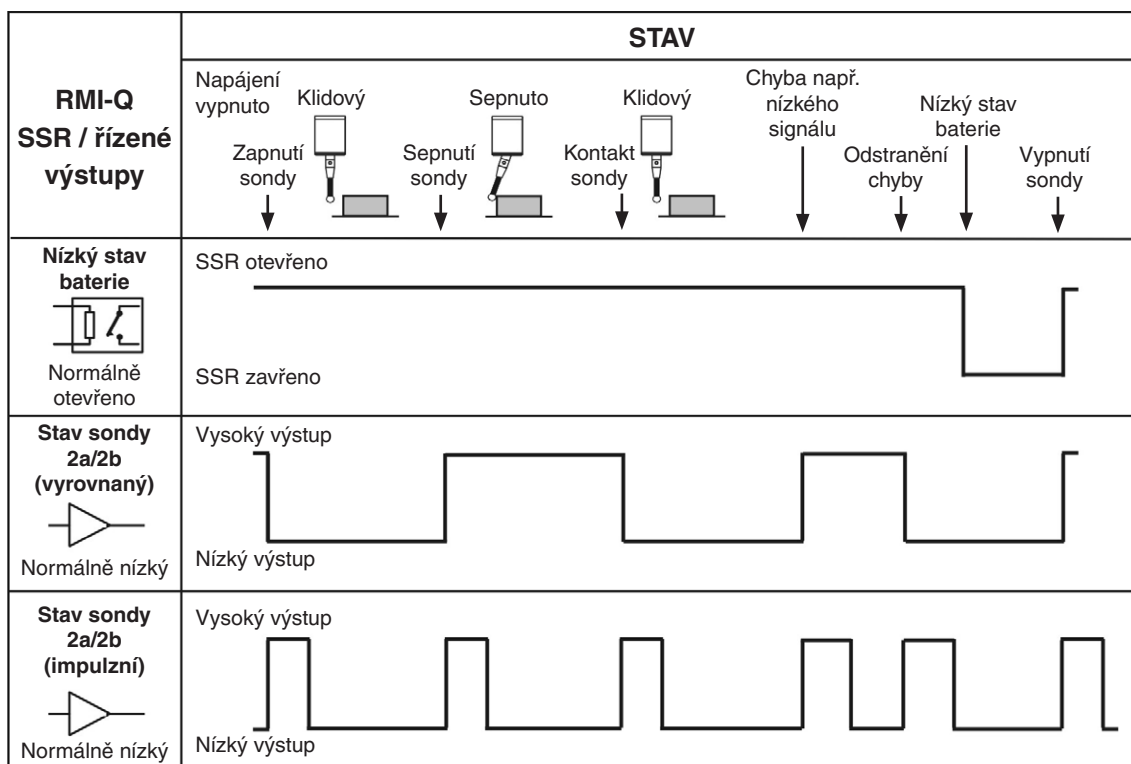 RMI-Q
SSR / řízené
výstupy
STAV
Napájení
vypnuto
Zapnutí
sondy
Klidový
Sepnutí
sondy
Sepnuto
Kontakt
sondy
Klidový
Chyba např.
nízkého
signálu
Odstranění
chyby
Nízký stav
baterie
Vypnutí
sondy
Nízký stav
baterie
Normálně
otevřeno
SSR otevřeno
SSR zavřeno
Stav sondy
2a/2b
(vyrovnaný)
Normálně nízký
Vysoký výstup
Nízký výstup
Stav sondy
2a/2b
(impulzní)
Normálně nízký
Vysoký výstup
Nízký výstup